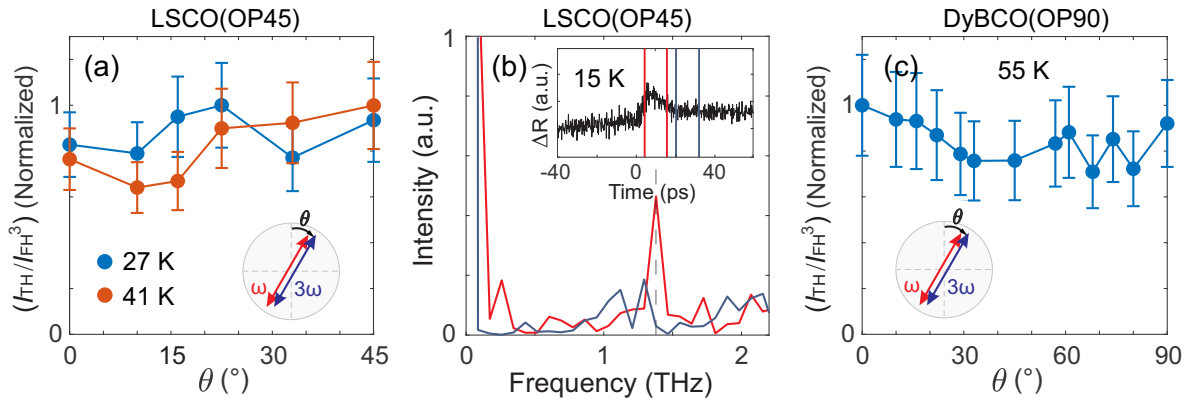 LSCO(OP45)
(a)
(I_TH/I_FH^3) (Normalized)
1
0
27 K
41 K
θ
ω
3ω
0
15
30
45
θ (°)
LSCO(OP45)
(b)
Intensity (a.u.)
1
0
15 K
ΔR (a.u.)
-40
0
40
Time (ps)
0
1
2
Frequency (THz)
DyBCO(OP90)
(c)
55 K
(I_TH/I_FH^3) (Normalized)
1
0
θ
ω
3ω
0
30
60
90
θ (°)